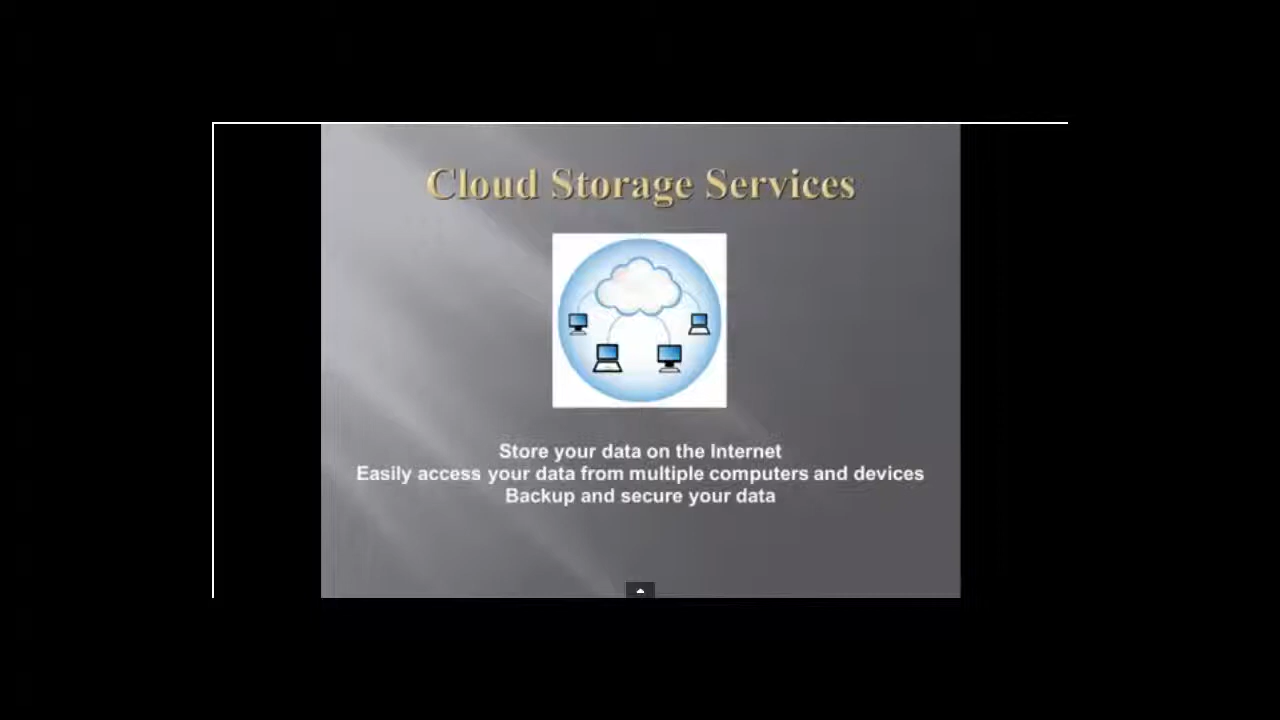 Cloud Storage Services
Store your data on the Internet
Easily access your data from multiple computers and devices
Backup and secure your data